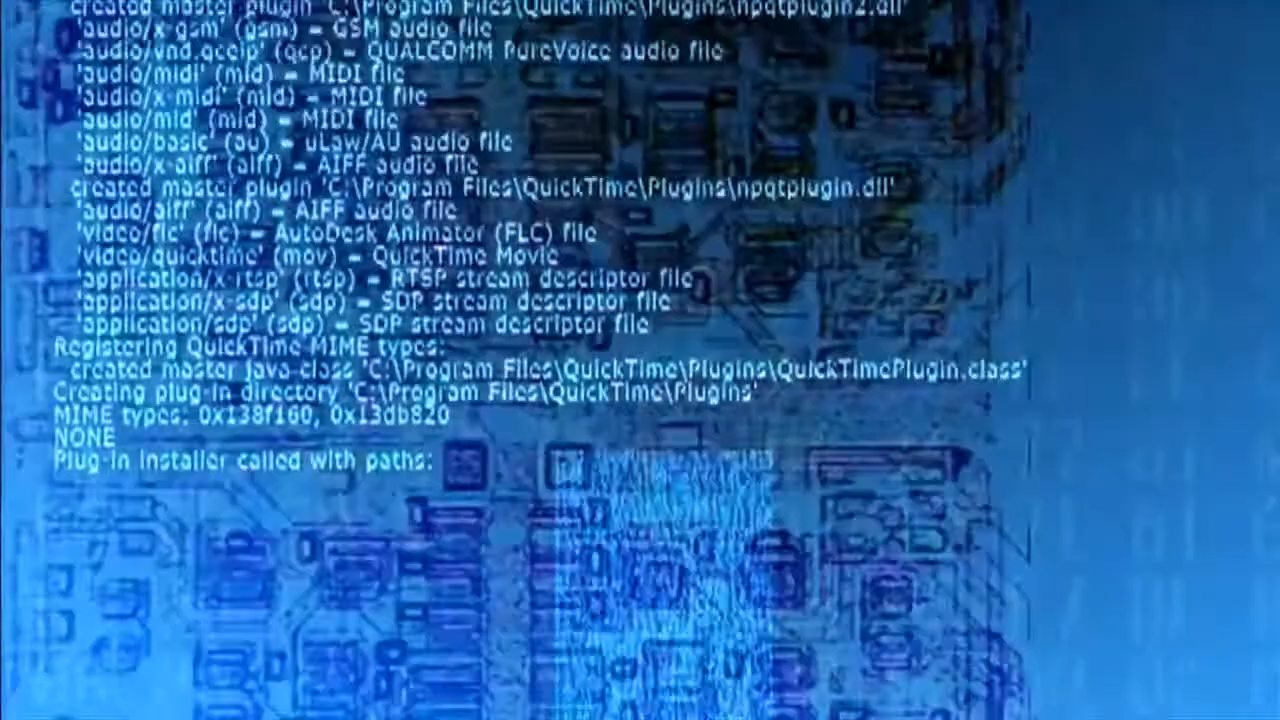 created master plugin 'C:\Program Files\QuickTime\Plugins\npqtplugin2.dll'
'audio/x-gsm' (gsm) - GSM audio file
'audio/vnd.qcelp' (qcp) - QUALCOMM PureVoice audio file
'audio/midi' (mid) - MIDI file
'audio/x-midi' (mid) - MIDI file
'audio/mid' (mid) - MIDI file
'audio/basic' (au) - uLaw/AU audio file
'audio/x-aiff' (aiff) - AIFF audio file
created master plugin 'C:\Program Files\QuickTime\Plugins\npqtplugin.dll'
'audio/aiff' (aiff) - AIFF audio file
'video/flc' (flc) - AutoDesk Animator (FLC) file
'video/quicktime' (mov) - QuickTime Movie
'application/x-rtsp' (rtsp) - RTSP stream descriptor file
'application/x-sdp' (sdp) - SDP stream descriptor file
'application/sdp' (sdp) - SDP stream descriptor file
Registering QuickTime MIME types:
created master java class 'C:\Program Files\QuickTime\Plugins\QuickTimePlugin.class'
Creating plug-in directory 'C:\Program Files\QuickTime\Plugins'
MIME types: 0x138f160, 0x13db820
NONE
Plug-in installer called with paths: